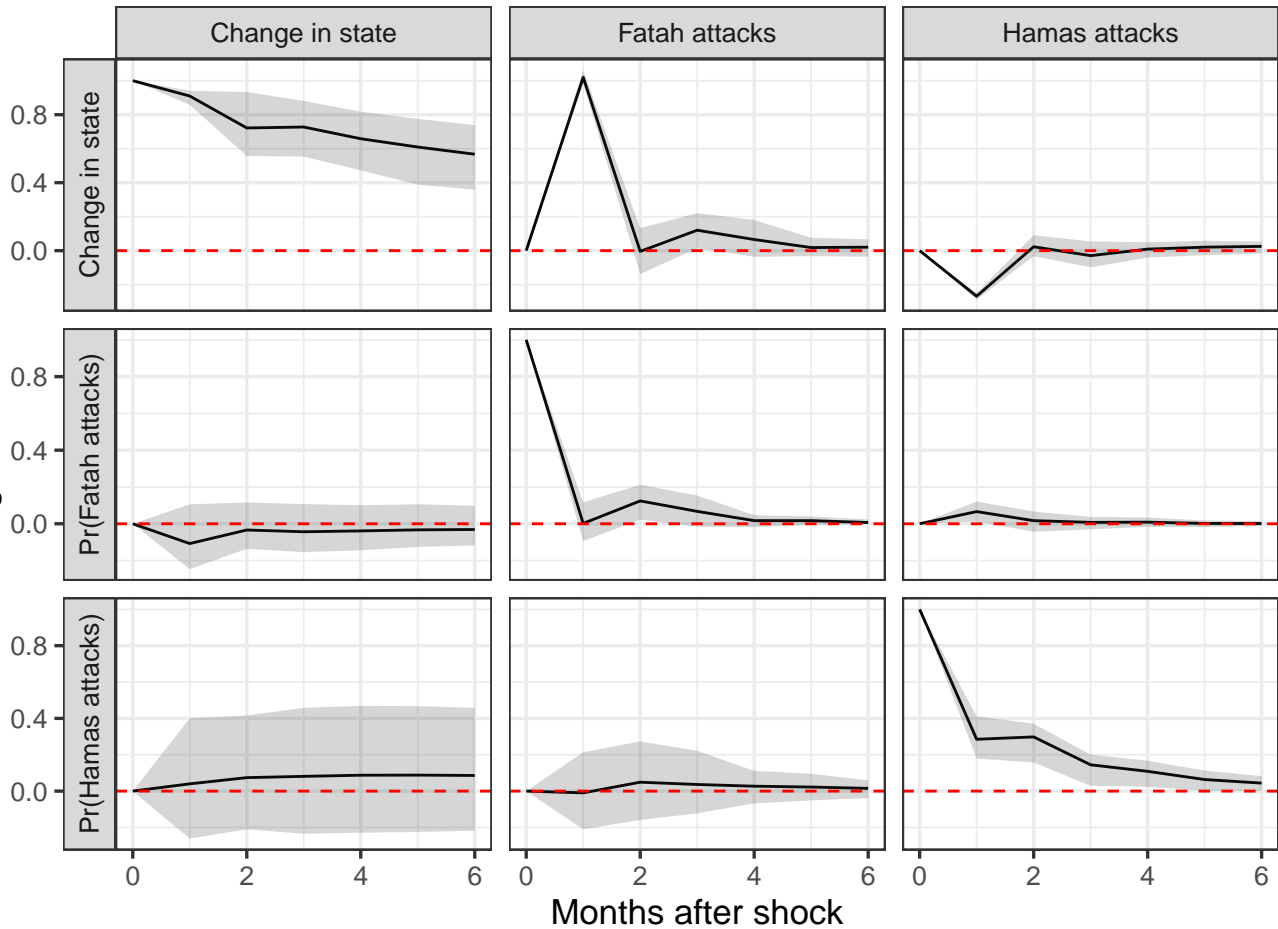 Change in state
Fatah attacks
Hamas attacks
Change in state
0.8
0.4
0.0
Pr(Fatah attacks)
0.8
0.4
0.0
Pr(Hamas attacks)
0.8
0.4
0.0
0 2 4 6 0 2 4 6 0 2 4 6
Months after shock